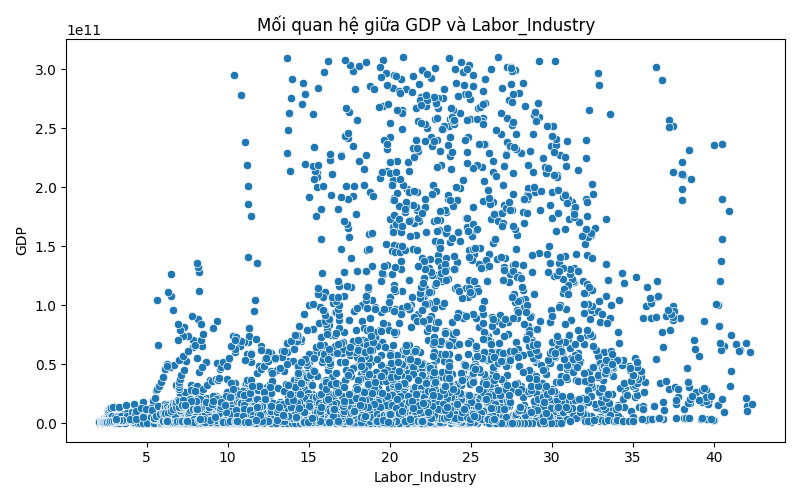 Mối quan hệ giữa GDP và Labor_Industry
1e11
3.0
2.5
2.0
1.5
1.0
0.5
0.0
GDP
5 10 15 20 25 30 35 40
Labor_Industry